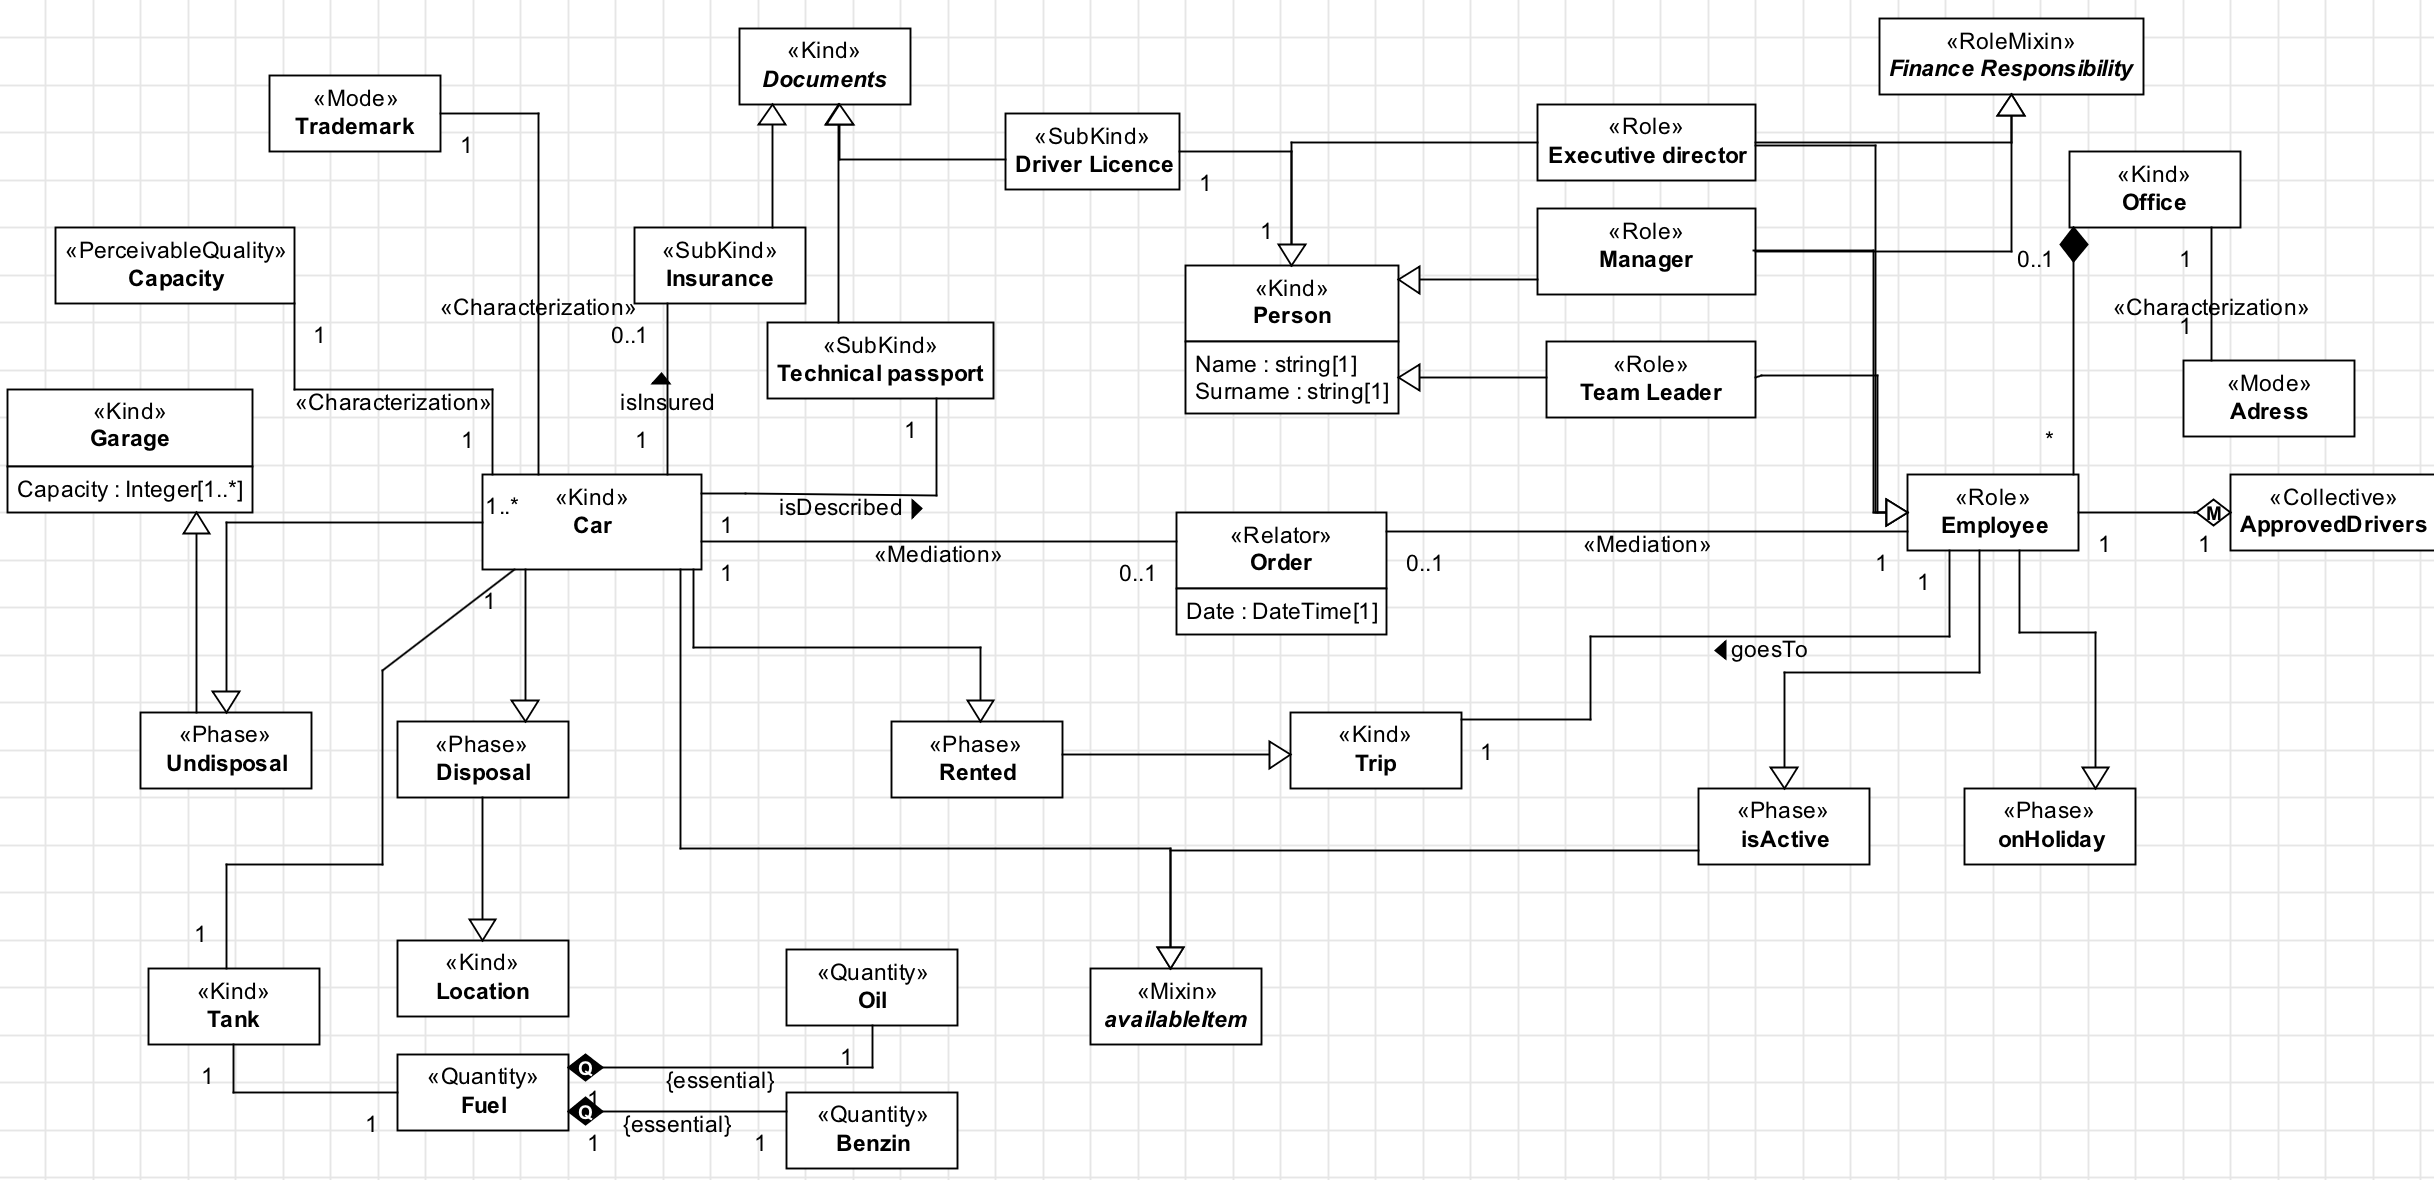 «Kind»
Documents
«RoleMixin»
Finance Responsibility
«Mode»
Trademark
1
«SubKind»
Driver Licence
1
«Role»
Executive director
«Kind»
Office
«PerceivableQuality»
Capacity
1
«Characterization»
«SubKind»
Insurance
0..1
isInsured
1
«SubKind»
Technical passport
1
1
«Kind»
Person
Name : string[1]
Surname : string[1]
«Role»
Manager
«Role»
Team Leader
0..1
1
«Characterization»
1
«Mode»
Adress
*
«Kind»
Garage
Capacity : Integer[1..*]
«Characterization»
1
1..*
«Kind»
Car
isDescribed
1
«Mediation»
1
0..1
«Relator»
Order
Date : DateTime[1]
0..1
«Mediation»
1
«Role»
Employee
1
1
M
«Collective»
ApprovedDrivers
1
1
goesTo
«Phase»
Undisposal
«Phase»
Disposal
«Phase»
Rented
«Kind»
Trip
1
«Phase»
isActive
«Phase»
onHoliday
1
«Kind»
Tank
1
«Kind»
Location
«Quantity»
Oil
1
«Mixin»
availableItem
«Quantity»
Fuel
1
Q
{essential}
1
Q
{essential}
1
1
«Quantity»
Benzin